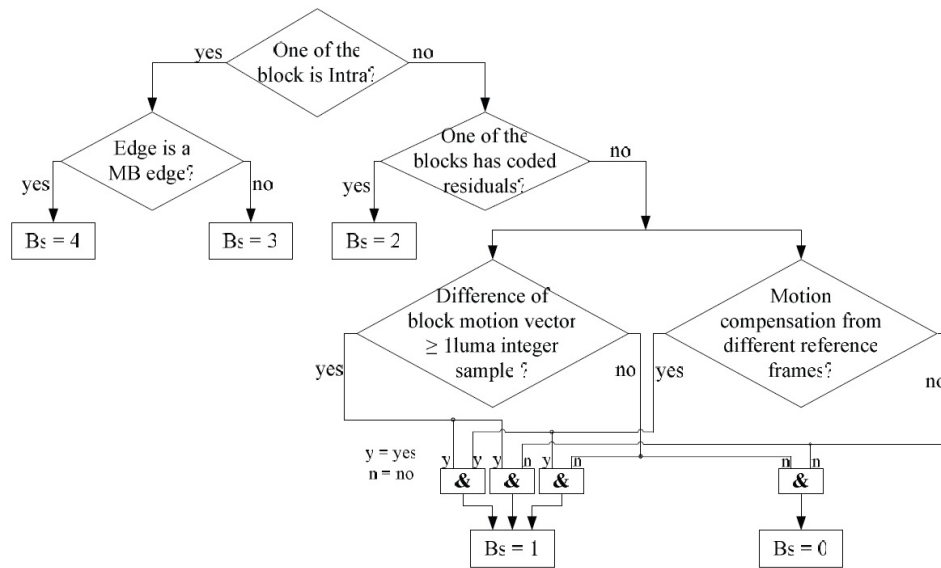 One of the
block is Intra?
yes
no
Edge is a
MB edge?
yes
no
One of the
blocks has coded
residuals?
yes
no
Bs = 4
Bs = 3
Bs = 2
Difference of
block motion vector
≥ 1luma integer
sample ?
yes
no
Motion
compensation from
different reference
frames?
yes
no
y = yes
n = no
y y y n y n n n
& & & &
Bs = 1
Bs = 0